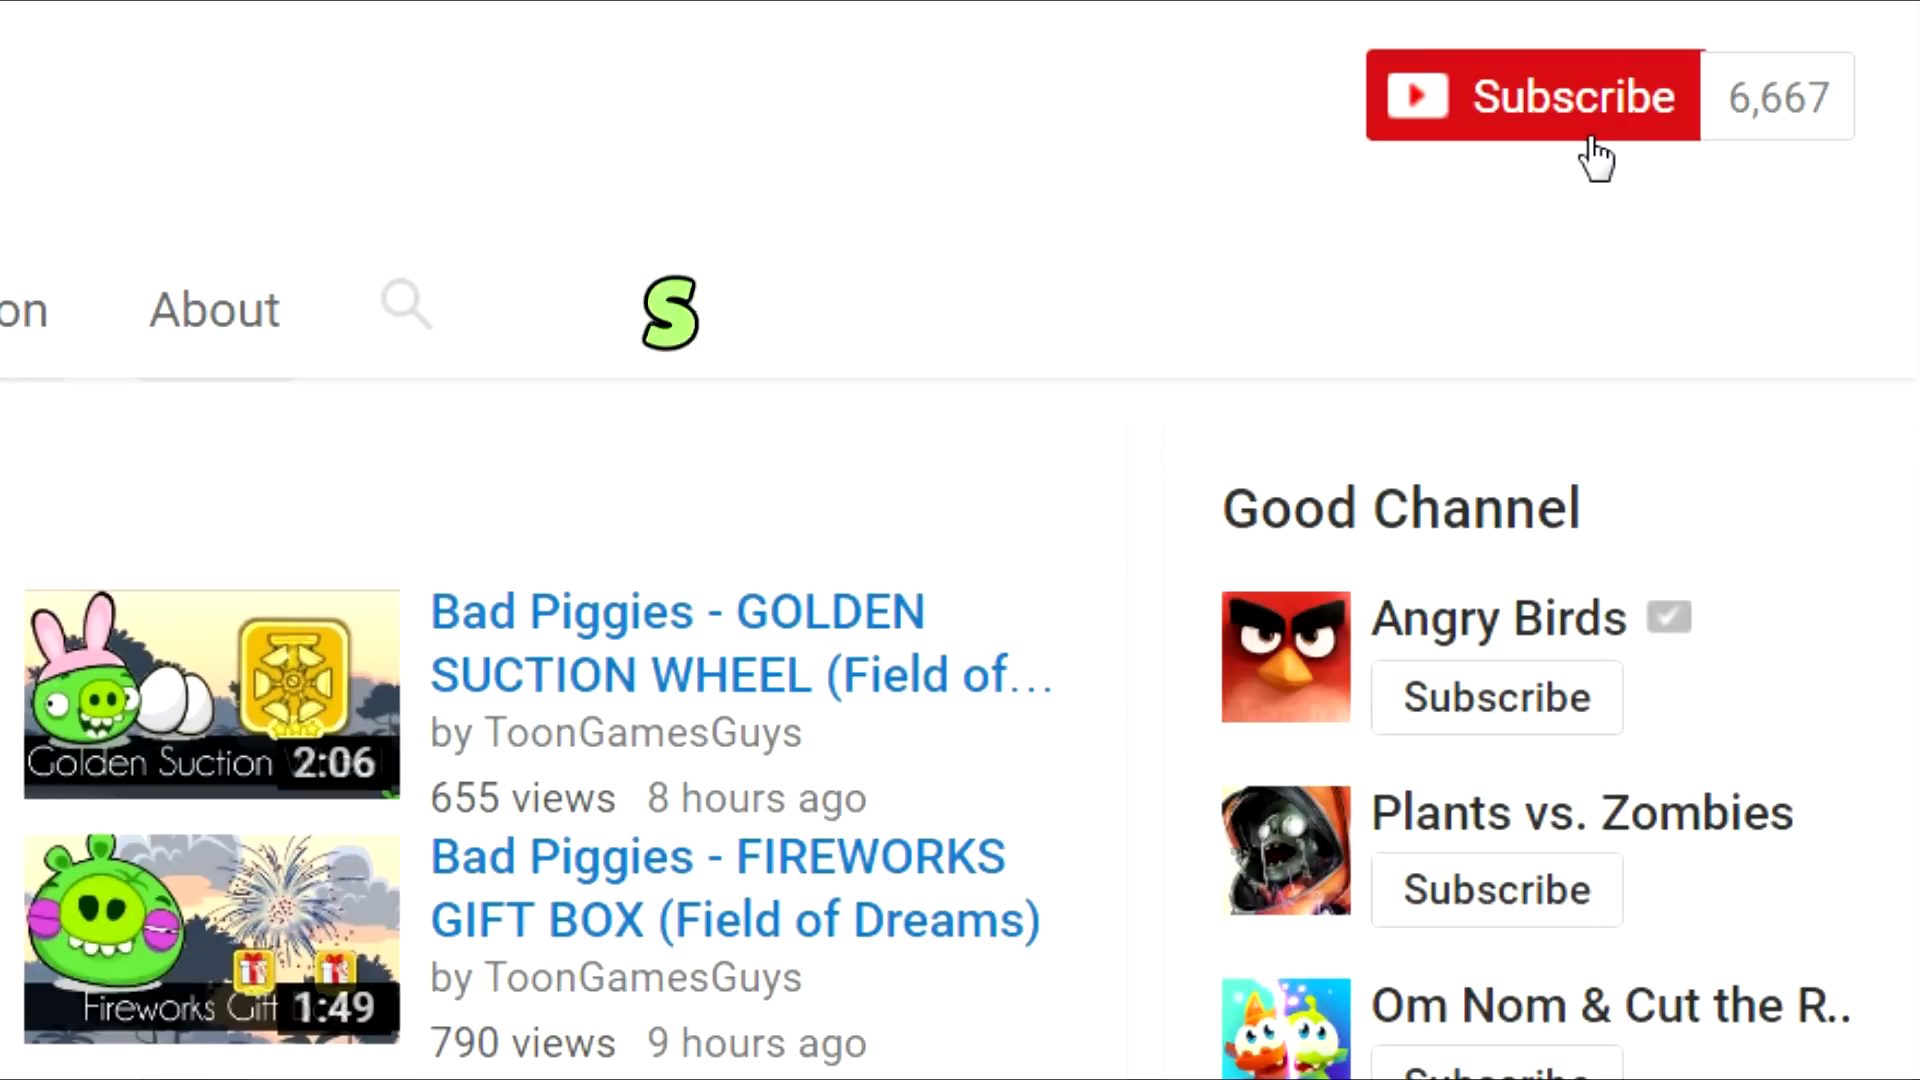 Subscribe 6,667
on About
S
Good Channel
Bad Piggies - GOLDEN
SUCTION WHEEL (Field of...
by ToonGamesGuys
655 views 8 hours ago
Golden Suction 2:06
Bad Piggies - FIREWORKS
GIFT BOX (Field of Dreams)
by ToonGamesGuys
790 views 9 hours ago
Fireworks Gift 1:49
Angry Birds
Subscribe
Plants vs. Zombies
Subscribe
Om Nom & Cut the R..
Subscribe